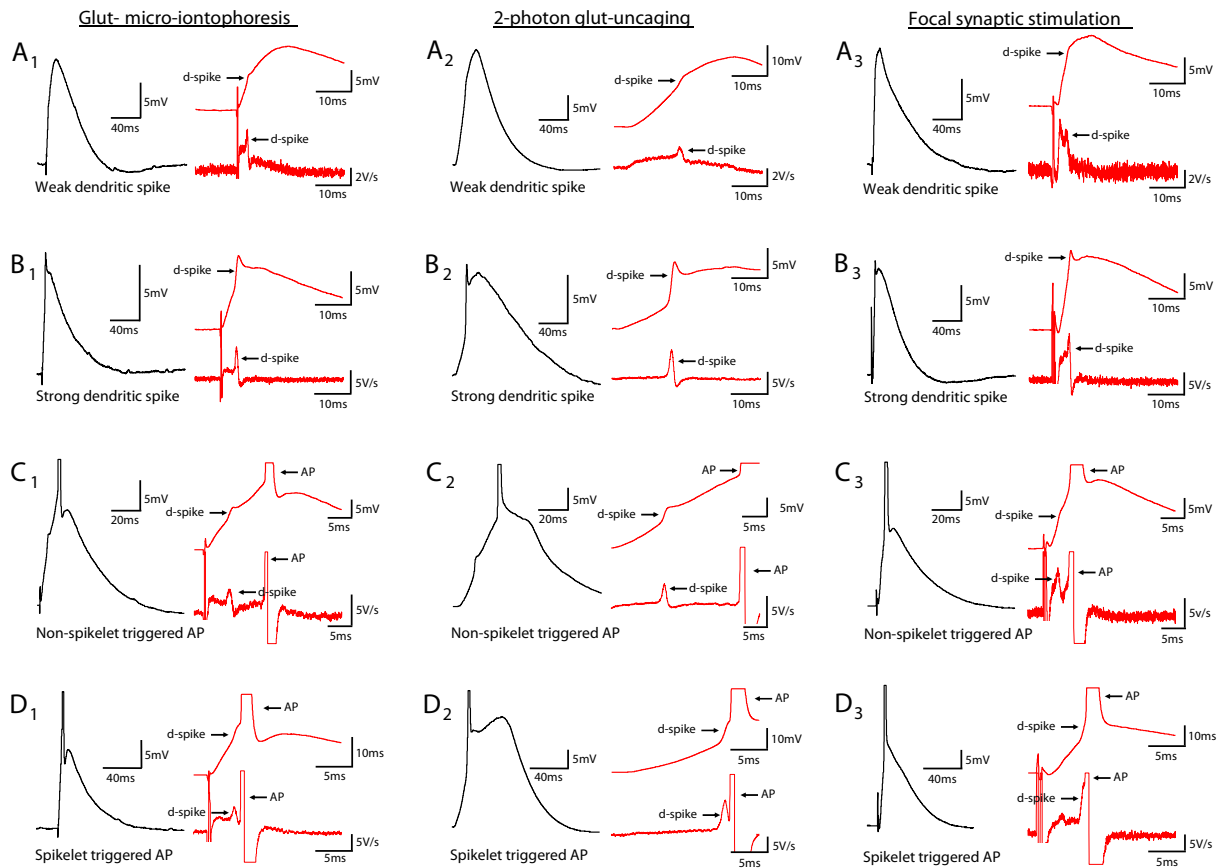 Glut- micro-iontophoresis
2-photon glut-uncaging
Focal synaptic stimulation
A1
d-spike
5mV
40ms
5mV
10ms
d-spike
2V/s
10ms
Weak dendritic spike
A2
d-spike
5mV
40ms
10mV
10ms
d-spike
2V/s
10ms
Weak dendritic spike
A3
d-spike
5mV
40ms
5mV
10ms
d-spike
2V/s
10ms
Weak dendritic spike
B1
d-spike
5mV
40ms
5mV
10ms
d-spike
5V/s
10ms
Strong dendritic spike
B2
d-spike
5mV
40ms
5mV
10ms
d-spike
5V/s
10ms
Strong dendritic spike
B3
d-spike
5mV
40ms
5mV
10ms
d-spike
5V/s
10ms
Strong dendritic spike
C1
AP
5mV
20ms
d-spike
5mV
5ms
AP
d-spike
5V/s
5ms
Non-spikelet triggered AP
C2
AP
5mV
20ms
d-spike
5mV
5ms
AP
d-spike
5V/s
5ms
Non-spikelet triggered AP
C3
AP
5mV
20ms
d-spike
5mV
5ms
AP
d-spike
5v/s
5ms
Non-spikelet triggered AP
D1
AP
d-spike
5mV
40ms
10ms
5ms
AP
d-spike
5V/s
5ms
Spikelet triggered AP
D2
AP
d-spike
5mV
40ms
10mV
5ms
AP
d-spike
5V/s
5ms
Spikelet triggered AP
D3
AP
d-spike
5mV
40ms
10ms
5ms
AP
d-spike
5V/s
5ms
Spikelet triggered AP